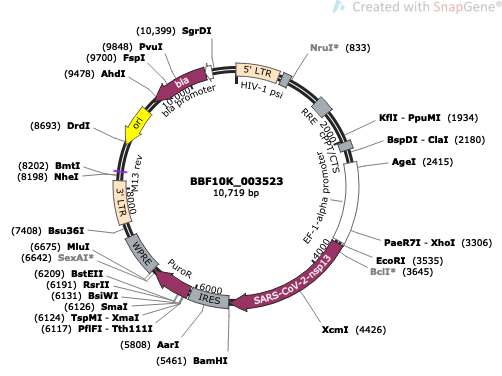 Created with SnapGene®
(10,399) SgrDI
(9848) PvuI
(9700) FspI
(9478) AhdI
(8693) DrdI
(8202) BmtI
(8198) NheI
(7408) Bsu36I
(6675) MluI
(6642) SexAI*
(6209) BstEII
(6191) RsrII
(6131) BsiWI
(6126) SmaI
(6124) TspMI - XmaI
(6117) PflFI - Tth111I
(5808) AarI
(5461) BamHI
NruI* (833)
KflI - PpuMI (1934)
BspDI - ClaI (2180)
AgeI (2415)
PaeR7I - XhoI (3306)
EcoRI (3535)
BclI* (3645)
XcmI (4426)
5' LTR
HIV-1 psi
RRE
2000
cPPT/CTS
EF-1-alpha promoter
4000
SARS-CoV-2-nsp13
IRES
6000
PuroR
WPRE
3' LTR
8000
M13 rev
ori
bla
10,000
bla promoter
BBF10K_003523
10,719 bp